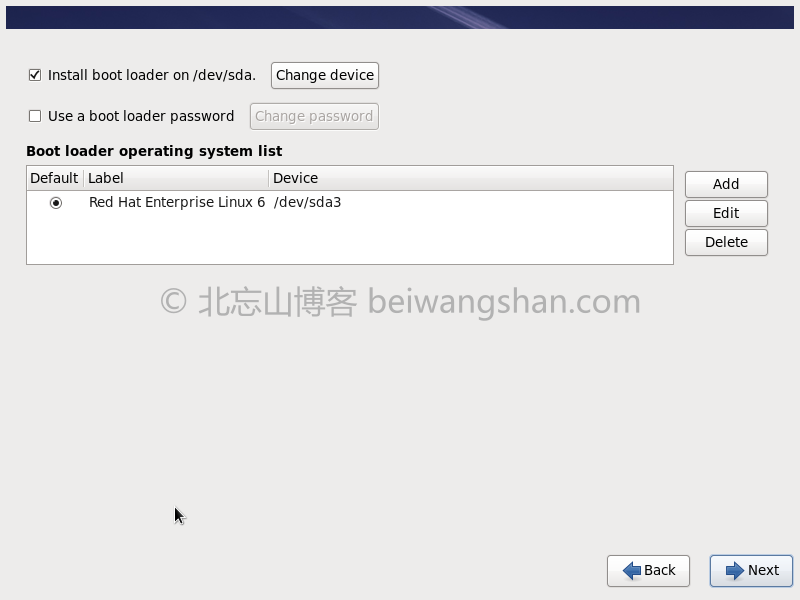 Install boot loader on /dev/sda. Change device
Use a boot loader password Change password
Boot loader operating system list
Default Label Device
Red Hat Enterprise Linux 6 /dev/sda3
Add
Edit
Delete
© 北忘山博客 beiwangshan.com
Back Next